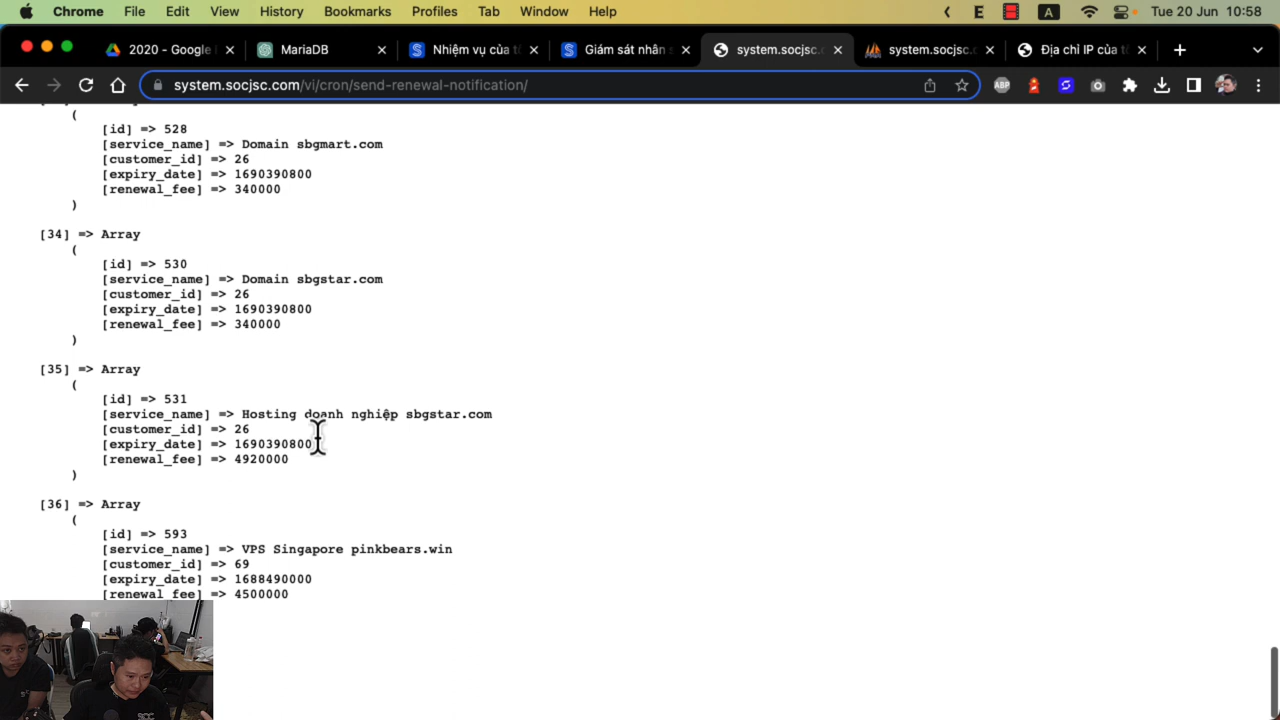 Chrome File Edit View History Bookmarks Profiles Tab Window Help E A Tue 20 Jun 10:58
2020 - Google MariaDB Nhiệm vụ của t Giám sát nhân s system.socjsc.c system.socjsc.co Địa chỉ IP của t
system.socjsc.com/vi/cron/send-renewal-notification/ ABP
(
[id] => 528
[service_name] => Domain sbgmart.com
[customer_id] => 26
[expiry_date] => 1690390800
[renewal_fee] => 340000
)
[34] => Array
(
[id] => 530
[service_name] => Domain sbgstar.com
[customer_id] => 26
[expiry_date] => 1690390800
[renewal_fee] => 340000
)
[35] => Array
(
[id] => 531
[service_name] => Hosting doanh nghiệp sbgstar.com
[customer_id] => 26
[expiry_date] => 1690390800
[renewal_fee] => 4920000
)
[36] => Array
(
[id] => 593
[service_name] => VPS Singapore pinkbears.win
[customer_id] => 69
[expiry_date] => 1688490000
[renewal_fee] => 4500000